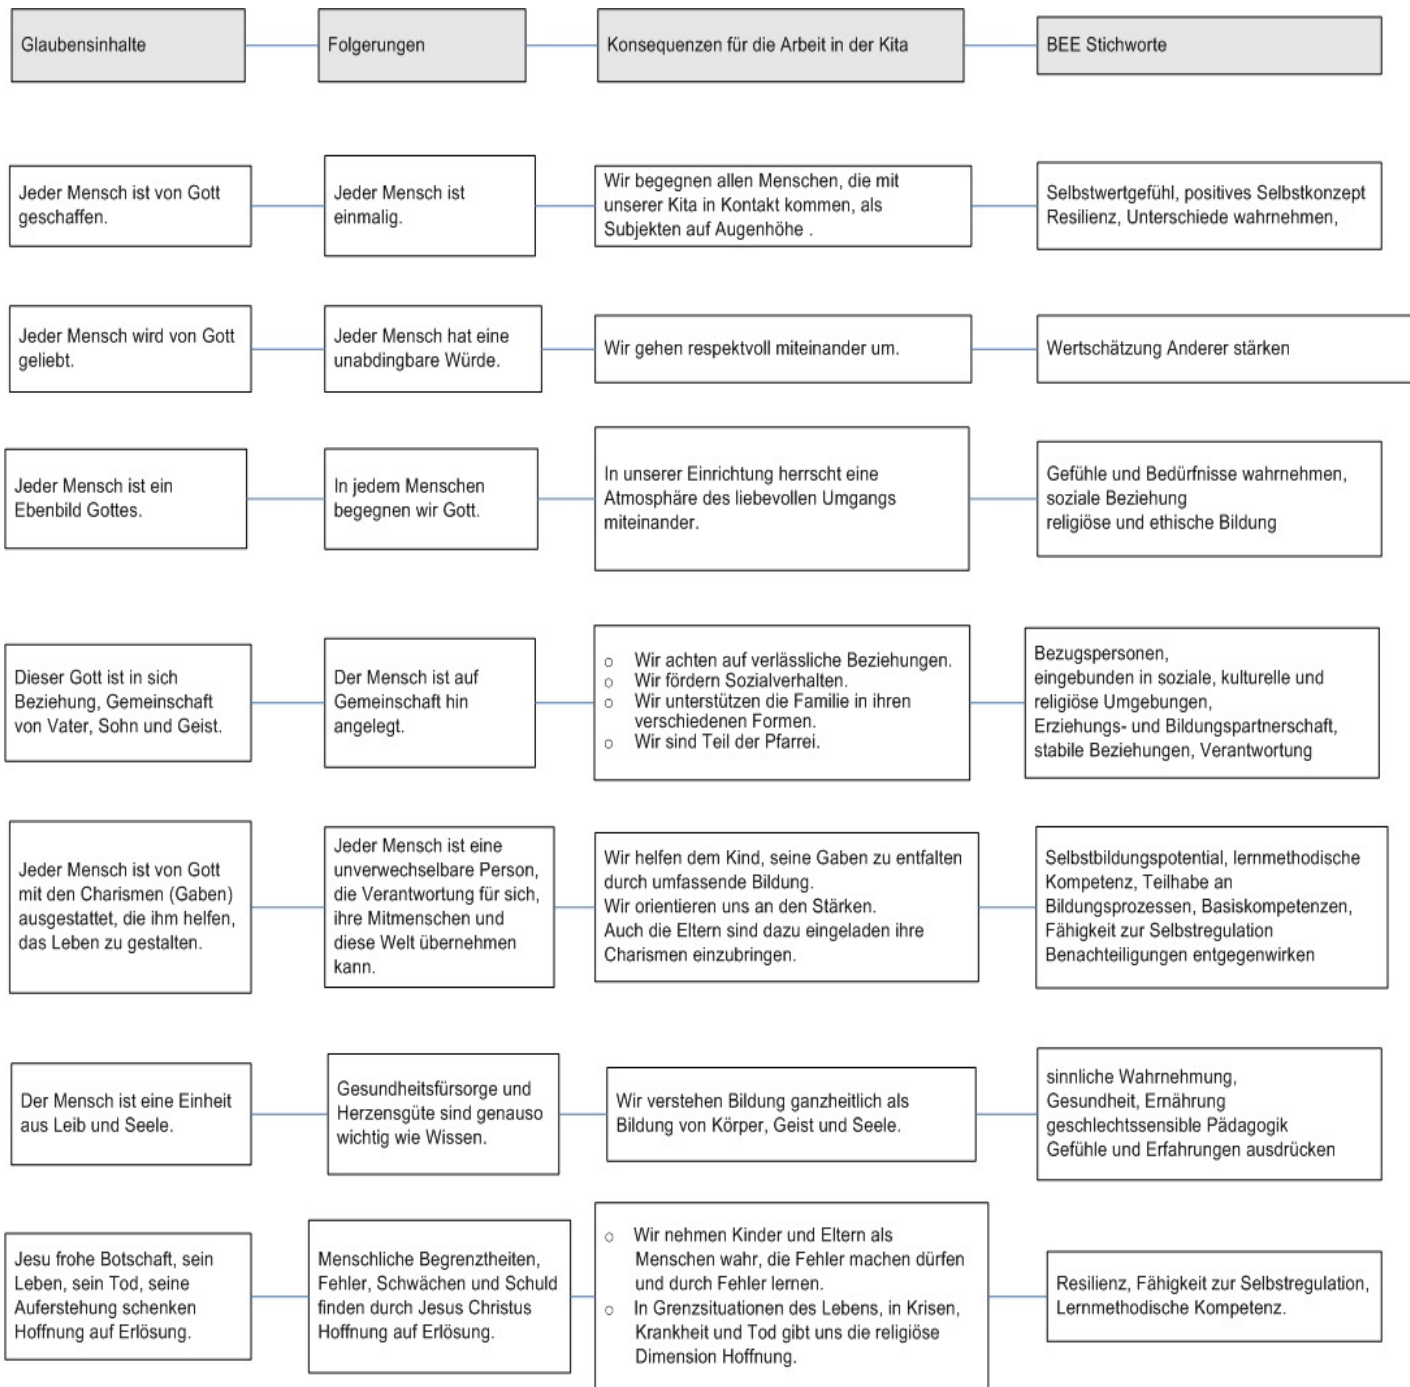 Glaubensinhalte
Folgerungen
Konsequenzen für die Arbeit in der Kita
BEE Stichworte
Jeder Mensch ist von Gott
geschaffen.
Jeder Mensch ist
einmalig.
Wir begegnen allen Menschen, die mit
unserer Kita in Kontakt kommen, als
Subjekten auf Augenhöhe .
Selbstwertgefühl, positives Selbstkonzept
Resilienz, Unterschiede wahrnehmen,
Jeder Mensch wird von Gott
geliebt.
Jeder Mensch hat eine
unabdingbare Würde.
Wir gehen respektvoll miteinander um.
Wertschätzung Anderer stärken
Jeder Mensch ist ein
Ebenbild Gottes.
In jedem Menschen
begegnen wir Gott.
In unserer Einrichtung herrscht eine
Atmosphäre des liebevollen Umgangs
miteinander.
Gefühle und Bedürfnisse wahrnehmen,
soziale Beziehung
religiöse und ethische Bildung
Dieser Gott ist in sich
Beziehung, Gemeinschaft
von Vater, Sohn und Geist.
Der Mensch ist auf
Gemeinschaft hin
angelegt.
o Wir achten auf verlässliche Beziehungen.
o Wir fördern Sozialverhalten.
o Wir unterstützen die Familie in ihren
verschiedenen Formen.
o Wir sind Teil der Pfarrei.
Bezugspersonen,
eingebunden in soziale, kulturelle und
religiöse Umgebungen,
Erziehungs- und Bildungspartnerschaft,
stabile Beziehungen, Verantwortung
Jeder Mensch ist von Gott
mit den Charismen (Gaben)
ausgestattet, die ihm helfen,
das Leben zu gestalten.
Jeder Mensch ist eine
unverwechselbare Person,
die Verantwortung für sich,
ihre Mitmenschen und
diese Welt übernehmen
kann.
Wir helfen dem Kind, seine Gaben zu entfalten
durch umfassende Bildung.
Wir orientieren uns an den Stärken.
Auch die Eltern sind dazu eingeladen ihre
Charismen einzubringen.
Selbstbildungspotential, lernmethodische
Kompetenz, Teilhabe an
Bildungsprozessen, Basiskompetenzen,
Fähigkeit zur Selbstregulation
Benachteiligungen entgegenwirken
Der Mensch ist eine Einheit
aus Leib und Seele.
Gesundheitsfürsorge und
Herzensgüte sind genauso
wichtig wie Wissen.
Wir verstehen Bildung ganzheitlich als
Bildung von Körper, Geist und Seele.
sinnliche Wahrnehmung,
Gesundheit, Ernährung
geschlechtssensible Pädagogik
Gefühle und Erfahrungen ausdrücken
Jesu frohe Botschaft, sein
Leben, sein Tod, seine
Auferstehung schenken
Hoffnung auf Erlösung.
Menschliche Begrenztheiten,
Fehler, Schwächen und Schuld
finden durch Jesus Christus
Hoffnung auf Erlösung.
o Wir nehmen Kinder und Eltern als
Menschen wahr, die Fehler machen dürfen
und durch Fehler lernen.
o In Grenzsituationen des Lebens, in Krisen,
Krankheit und Tod gibt uns die religiöse
Dimension Hoffnung.
Resilienz, Fähigkeit zur Selbstregulation,
Lernmethodische Kompetenz.